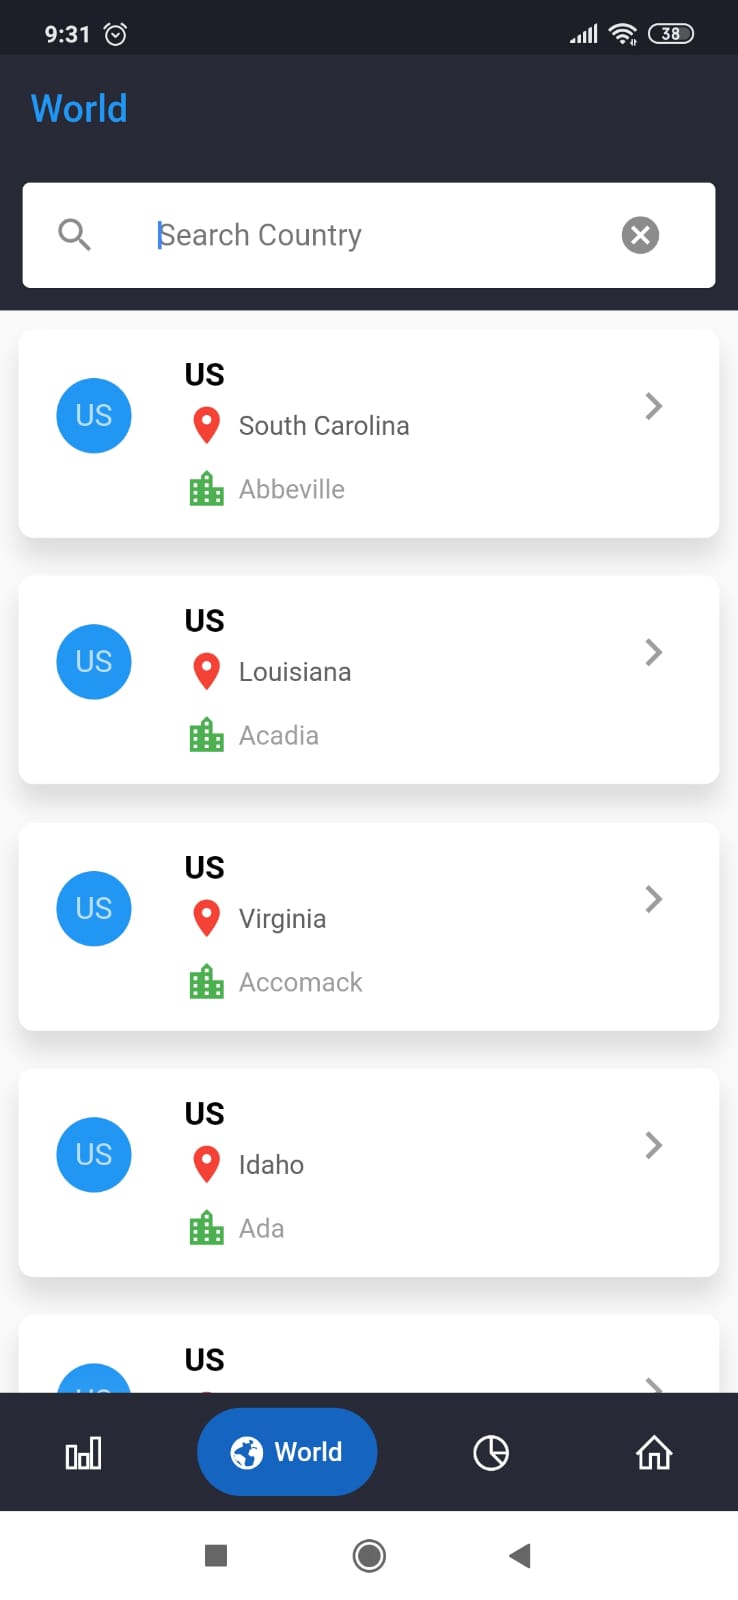 9:31
38
World
Search Country
US
US
South Carolina
Abbeville
US
US
Louisiana
Acadia
US
US
Virginia
Accomack
US
US
Idaho
Ada
US
World